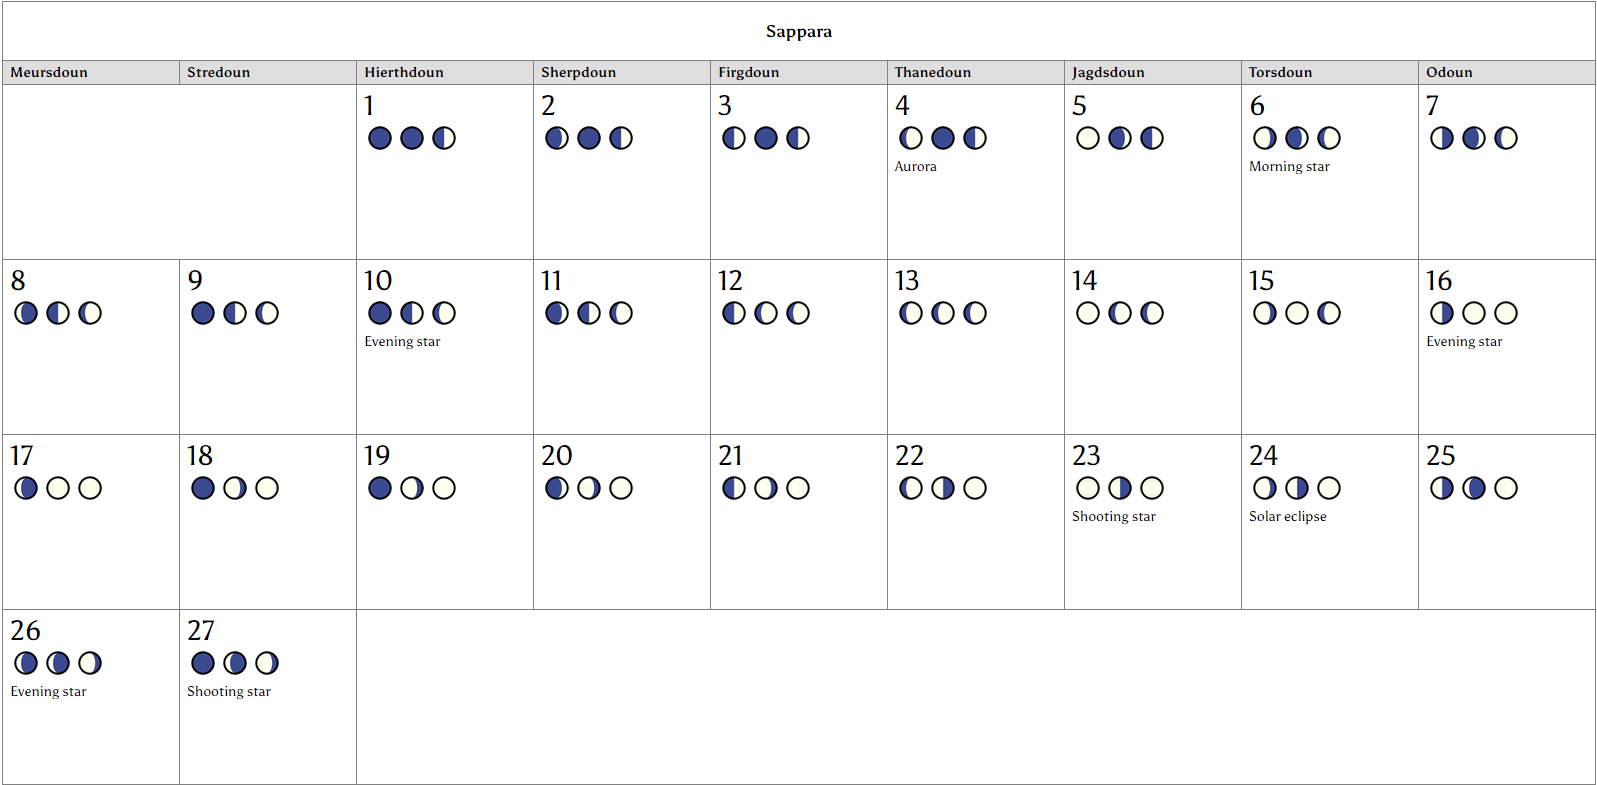 Sappara
Meursdoun Stredoun Hierthdoun Sherpdoun Firgdoun Thanedoun Jagdsdoun Torsdoun Odoun
1 2 3 4 5 6 7
Aurora Morning star
8 9 10 11 12 13 14 15 16
Evening star Evening star
17 18 19 20 21 22 23 24 25
Shooting star Solar eclipse
26 27
Evening star Shooting star